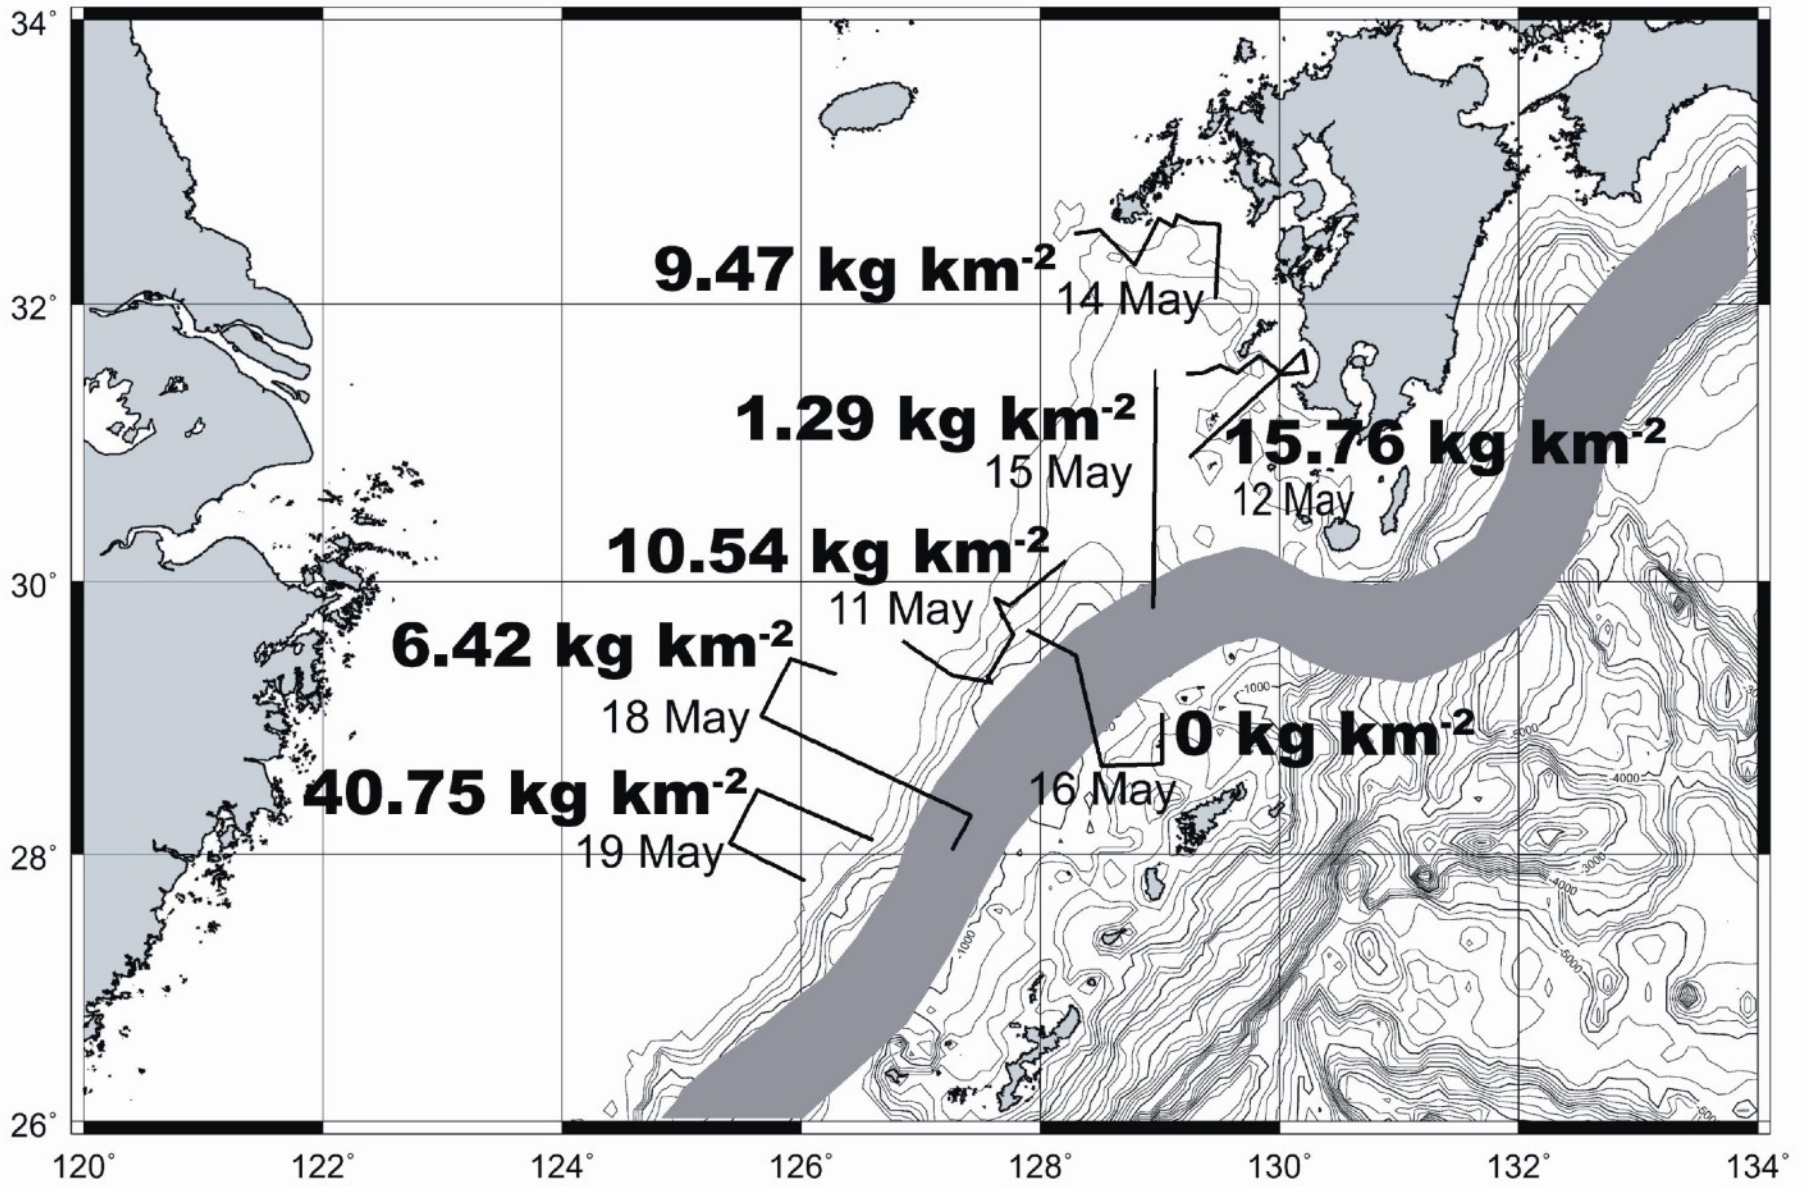 34°
9.47 kg km-2
14 May
32°
1.29 kg km-2
15 May
15.76 kg km-2
12 May
10.54 kg km-2
30°
11 May
6.42 kg km-2
18 May
-1000
0 kg km-2
-5000
16 May
-4000
40.75 kg km-2
19 May
28°
-3000
-4000
-1000
-5000
26°
120° 122° 124° 126° 128° 130° 132° 134°